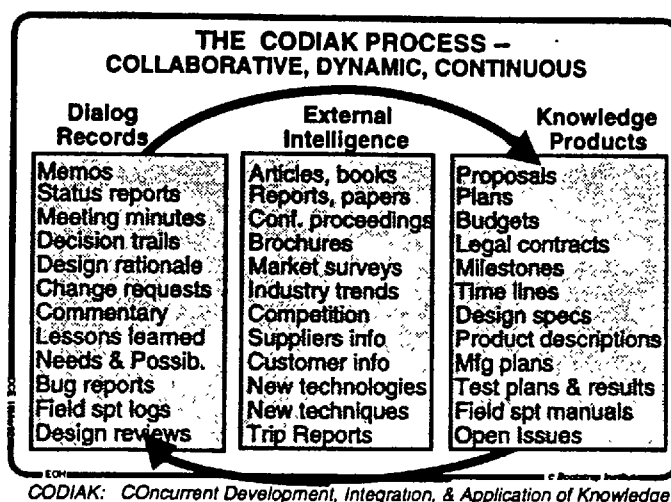 THE CODIAK PROCESS –
COLLABORATIVE, DYNAMIC, CONTINUOUS
Dialog
Records
Memos
Status reports
Meeting minutes
Decision trails
Design rationale
Change requests
Commentary
Lessons learned
Needs & Possib.
Bug reports
Field spt logs
Design reviews
External
Intelligence
Articles, books
Reports, papers
Conf. proceedings
Brochures
Market surveys
Industry trends
Competition
Suppliers info
Customer info
New technologies
New techniques
Trip Reports
Knowledge
Products
Proposals
Plans
Budgets
Legal contracts
Milestones
Time lines
Design specs
Product descriptions
Mfg plans
Test plans & results
Field spt manuals
Open Issues
EOH
© Bootstrap
CODIAK: COncurrent Development, Integration, & Application of Knowledge